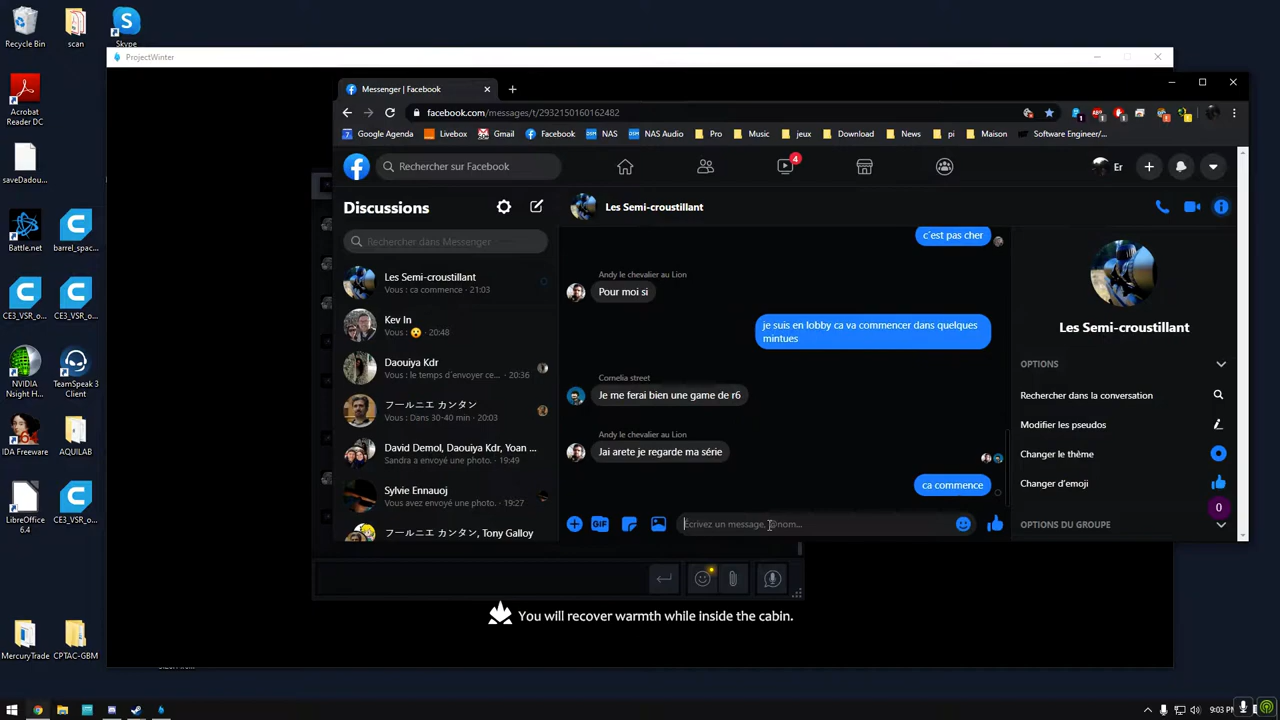 Recycle Bin
scan
Skype
Acrobat
Reader DC
saveDadou...
Battle.net
barrel_spac...
CE3_VSR_o...
CE3_VSR_o...
NVIDIA
Nsight H...
TeamSpeak 3
Client
IDA Freeware
AQUILAB
LibreOffice
6.4
CE3_VSR_o...
MercuryTrade
CPTAC-GBM
ProjectWinter
Messenger | Facebook
facebook.com/messages/t/2932150160162482
Google Agenda
Livebox
Gmail
Facebook
NAS
NAS Audio
Pro
Music
jeux
Download
News
pi
Maison
Software Engineer/...
Rechercher sur Facebook
4
Er
Discussions
Rechercher dans Messenger
Les Semi-croustillant
Vous : ca commence · 21:03
Kev In
Vous : 😮 · 20:48
Daouiya Kdr
Vous : le temps d´envoyer ce... · 20:36
フールニエ カンタン
Vous : Dans 30-40 min · 20:03
David Demol, Daouiya Kdr, Yoan ...
Sandra a envoyé une photo. · 19:49
Sylvie Ennauoj
Vous avez envoyé une photo. · 19:27
フールニエ カンタン, Tony Galloy
Les Semi-croustillant
c´est pas cher
Andy le chevalier au Lion
Pour moi si
je suis en lobby ca va commencer dans quelques
mintues
Cornelia street
Je me ferai bien une game de r6
Andy le chevalier au Lion
Jai arete je regarde ma série
ca commence
GIF
Écrivez un message, @nom...
Les Semi-croustillant
OPTIONS
Rechercher dans la conversation
Modifier les pseudos
Changer le thème
Changer d'emoji
0
OPTIONS DU GROUPE
You will recover warmth while inside the cabin.
9:03 PM